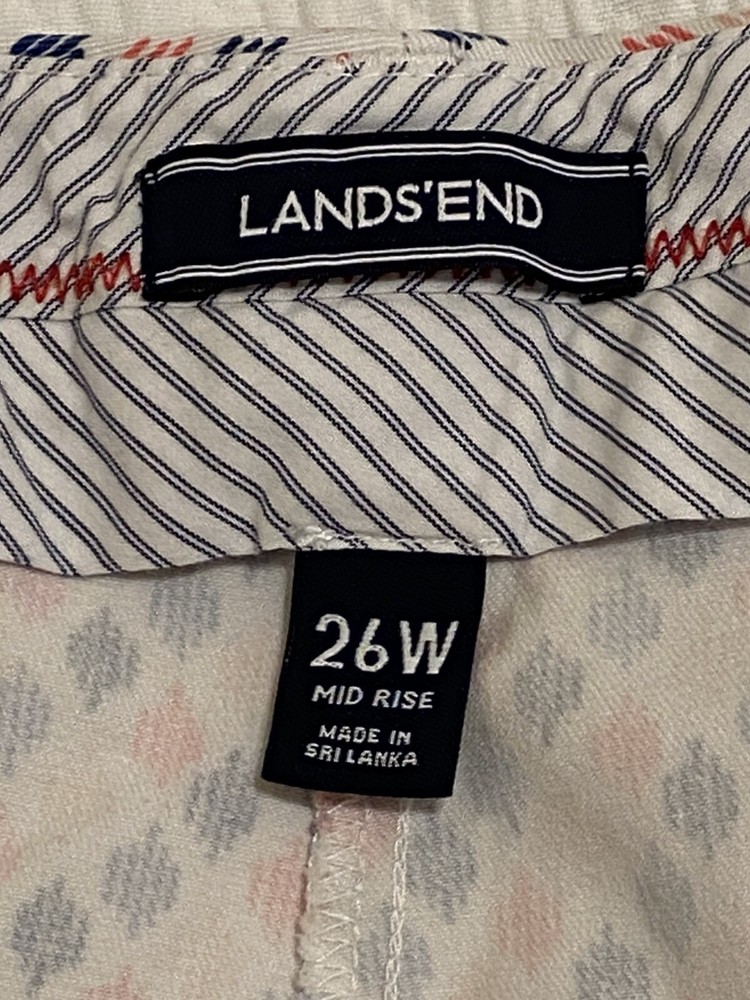 LANDS'END
26W
MID RISE
MADE IN
SRI LANKA